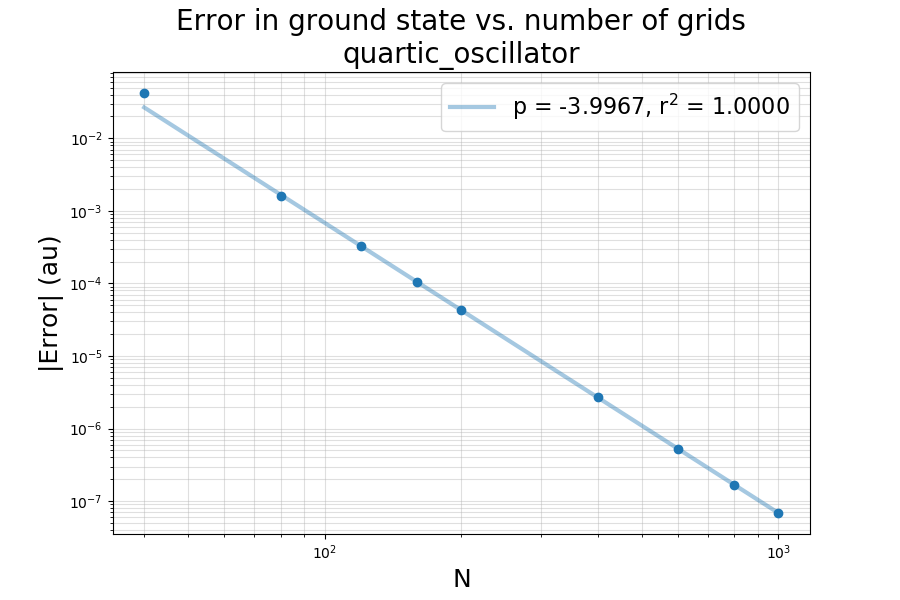 Error in ground state vs. number of grids
quartic_oscillator
p = -3.9967, r² = 1.0000
|Error| (au)
10⁻²
10⁻³
10⁻⁴
10⁻⁵
10⁻⁶
10⁻⁷
10²
10³
N